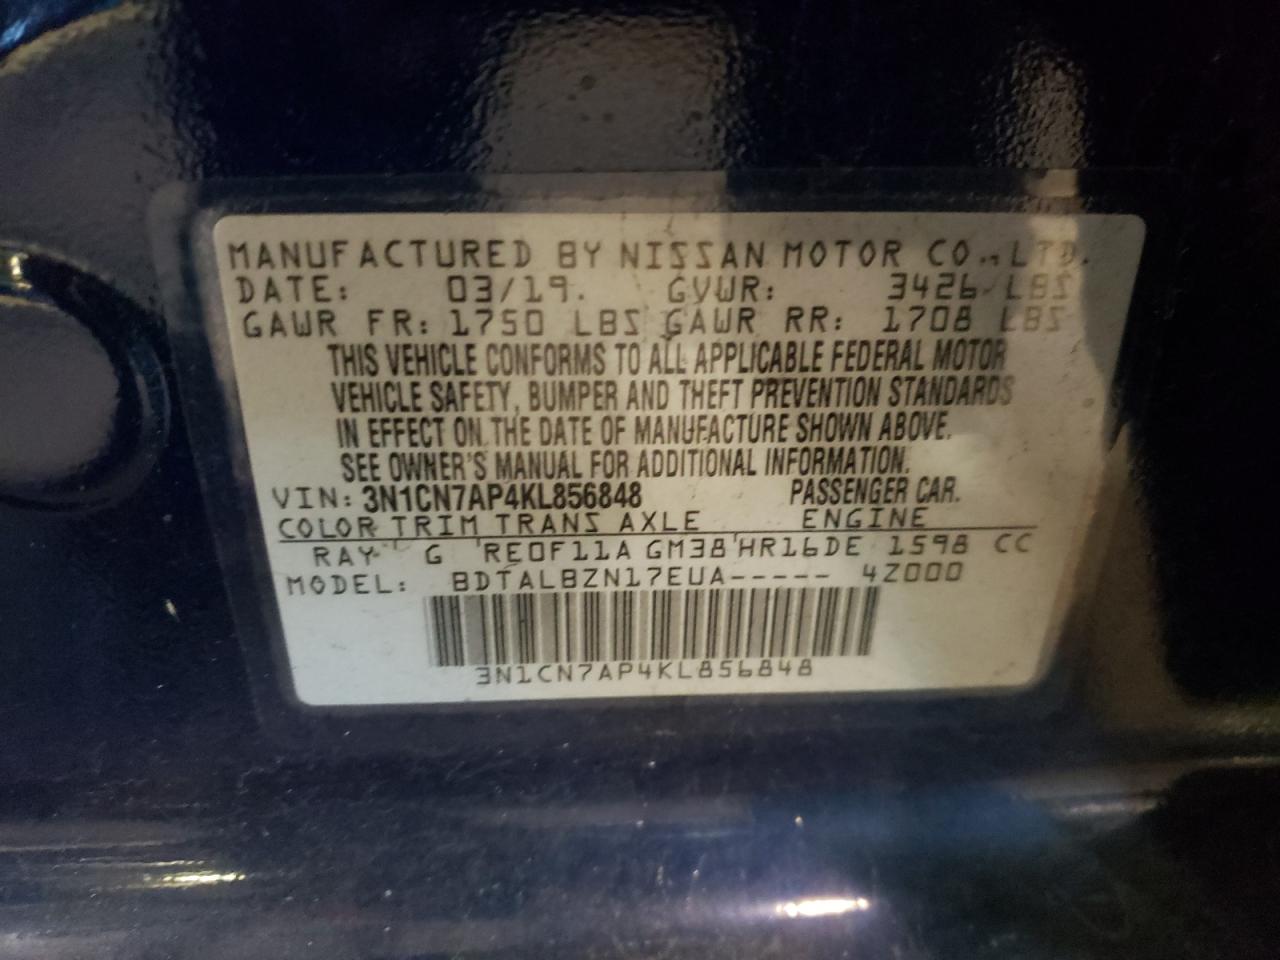 MANUFACTURED BY NISSAN MOTOR CO., LTD.
DATE: 03/19. GVWR: 3426 LBS
GAWR FR: 1750 LBS GAWR RR: 1708 LBS
THIS VEHICLE CONFORMS TO ALL APPLICABLE FEDERAL MOTOR
VEHICLE SAFETY, BUMPER AND THEFT PREVENTION STANDARDS
IN EFFECT ON THE DATE OF MANUFACTURE SHOWN ABOVE.
SEE OWNER'S MANUAL FOR ADDITIONAL INFORMATION.
VIN: 3N1CN7AP4KL856848 PASSENGER CAR.
COLOR TRIM TRANS AXLE ENGINE
RAY G RE0F11A GM38 HR16DE 1598 CC
MODEL: BDTALBZN17EUA----- 4Z000
3N1CN7AP4KL856848